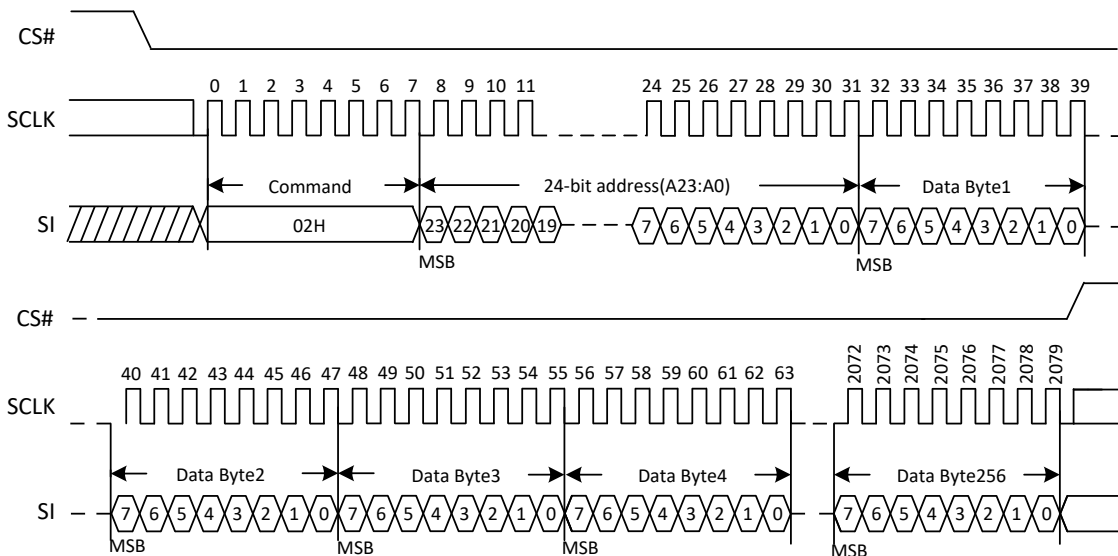 CS#
0 1 2 3 4 5 6 7 8 9 10 11 24 25 26 27 28 29 30 31 32 33 34 35 36 37 38 39
SCLK
Command 24-bit address(A23:A0) Data Byte1
SI 02H 23 22 21 20 19 7 6 5 4 3 2 1 0 7 6 5 4 3 2 1 0
MSB MSB
CS#
40 41 42 43 44 45 46 47 48 49 50 51 52 53 54 55 56 57 58 59 60 61 62 63 2072 2073 2074 2075 2076 2077 2078 2079
SCLK
Data Byte2 Data Byte3 Data Byte4 Data Byte256
SI 7 6 5 4 3 2 1 0 7 6 5 4 3 2 1 0 7 6 5 4 3 2 1 0 7 6 5 4 3 2 1 0
MSB MSB MSB MSB